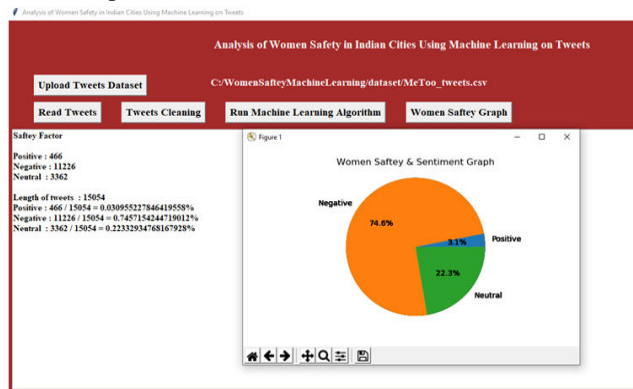 Analysis of Women Safety in Indian Cities Using Machine Learning on Tweets
Analysis of Women Safety in Indian Cities Using Machine Learning on Tweets
Upload Tweets Dataset
C:/WomenSafteyMachineLearning/dataset/MeToo_tweets.csv
Read Tweets
Tweets Cleaning
Run Machine Learning Algorithm
Women Saftey Graph
Saftey Factor
Positive : 466
Negative : 11226
Neutral : 3362
Length of tweets : 15054
Positive : 466 / 15054 = 0.030955227846419558%
Negative : 11226 / 15054 = 0.7457154244719012%
Neutral : 3362 / 15054 = 0.22332934768167928%
Figure 1
Women Saftey & Sentiment Graph
Negative
74.6%
3.1%
Positive
22.3%
Neutral